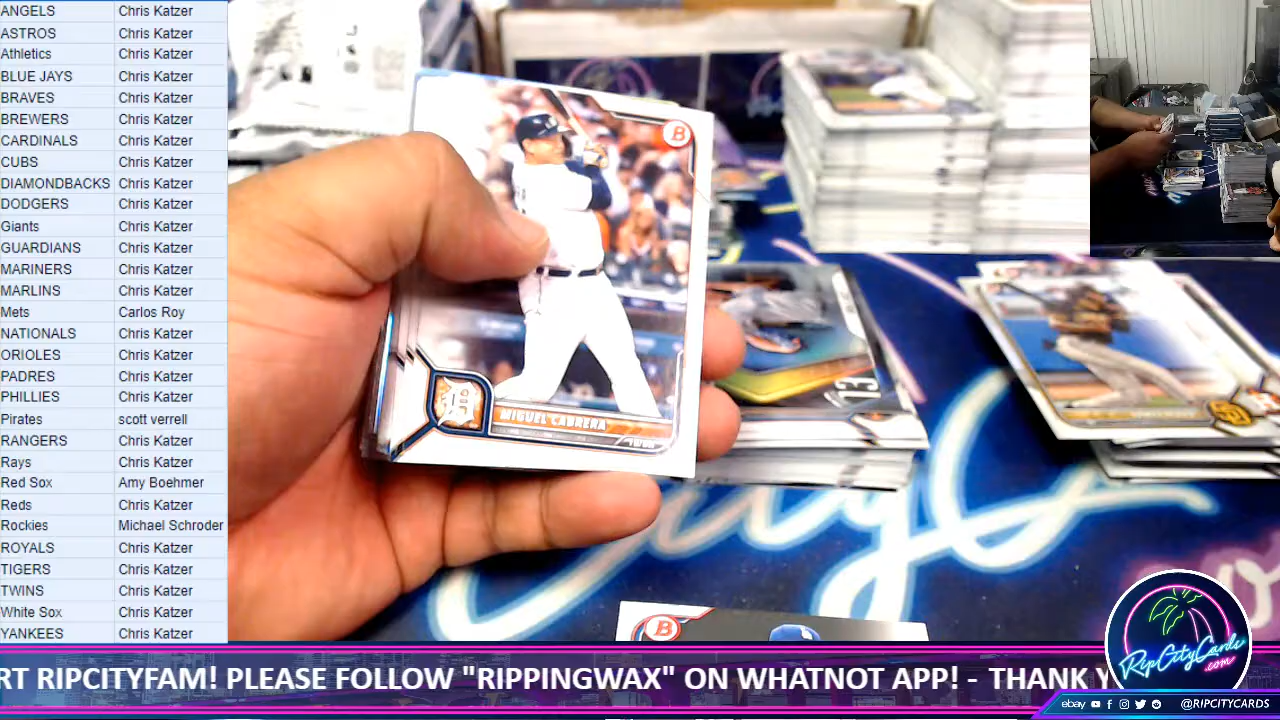 ANGELS Chris Katzer
ASTROS Chris Katzer
Athletics Chris Katzer
BLUE JAYS Chris Katzer
BRAVES Chris Katzer
BREWERS Chris Katzer
CARDINALS Chris Katzer
CUBS Chris Katzer
DIAMONDBACKS Chris Katzer
DODGERS Chris Katzer
Giants Chris Katzer
GUARDIANS Chris Katzer
MARINERS Chris Katzer
MARLINS Chris Katzer
Mets Carlos Roy
NATIONALS Chris Katzer
ORIOLES Chris Katzer
PADRES Chris Katzer
PHILLIES Chris Katzer
Pirates scott verrell
RANGERS Chris Katzer
Rays Chris Katzer
Red Sox Amy Boehmer
Reds Chris Katzer
Rockies Michael Schroder
ROYALS Chris Katzer
TIGERS Chris Katzer
TWINS Chris Katzer
White Sox Chris Katzer
YANKEES Chris Katzer
B
MIGUEL CABRERA
13
SD
City
B
RT RIPCITYFAM! PLEASE FOLLOW "RIPPINGWAX" ON WHATNOT APP! - THANK Y
RipCityCards
.com
ebay @RIPCITYCARDS